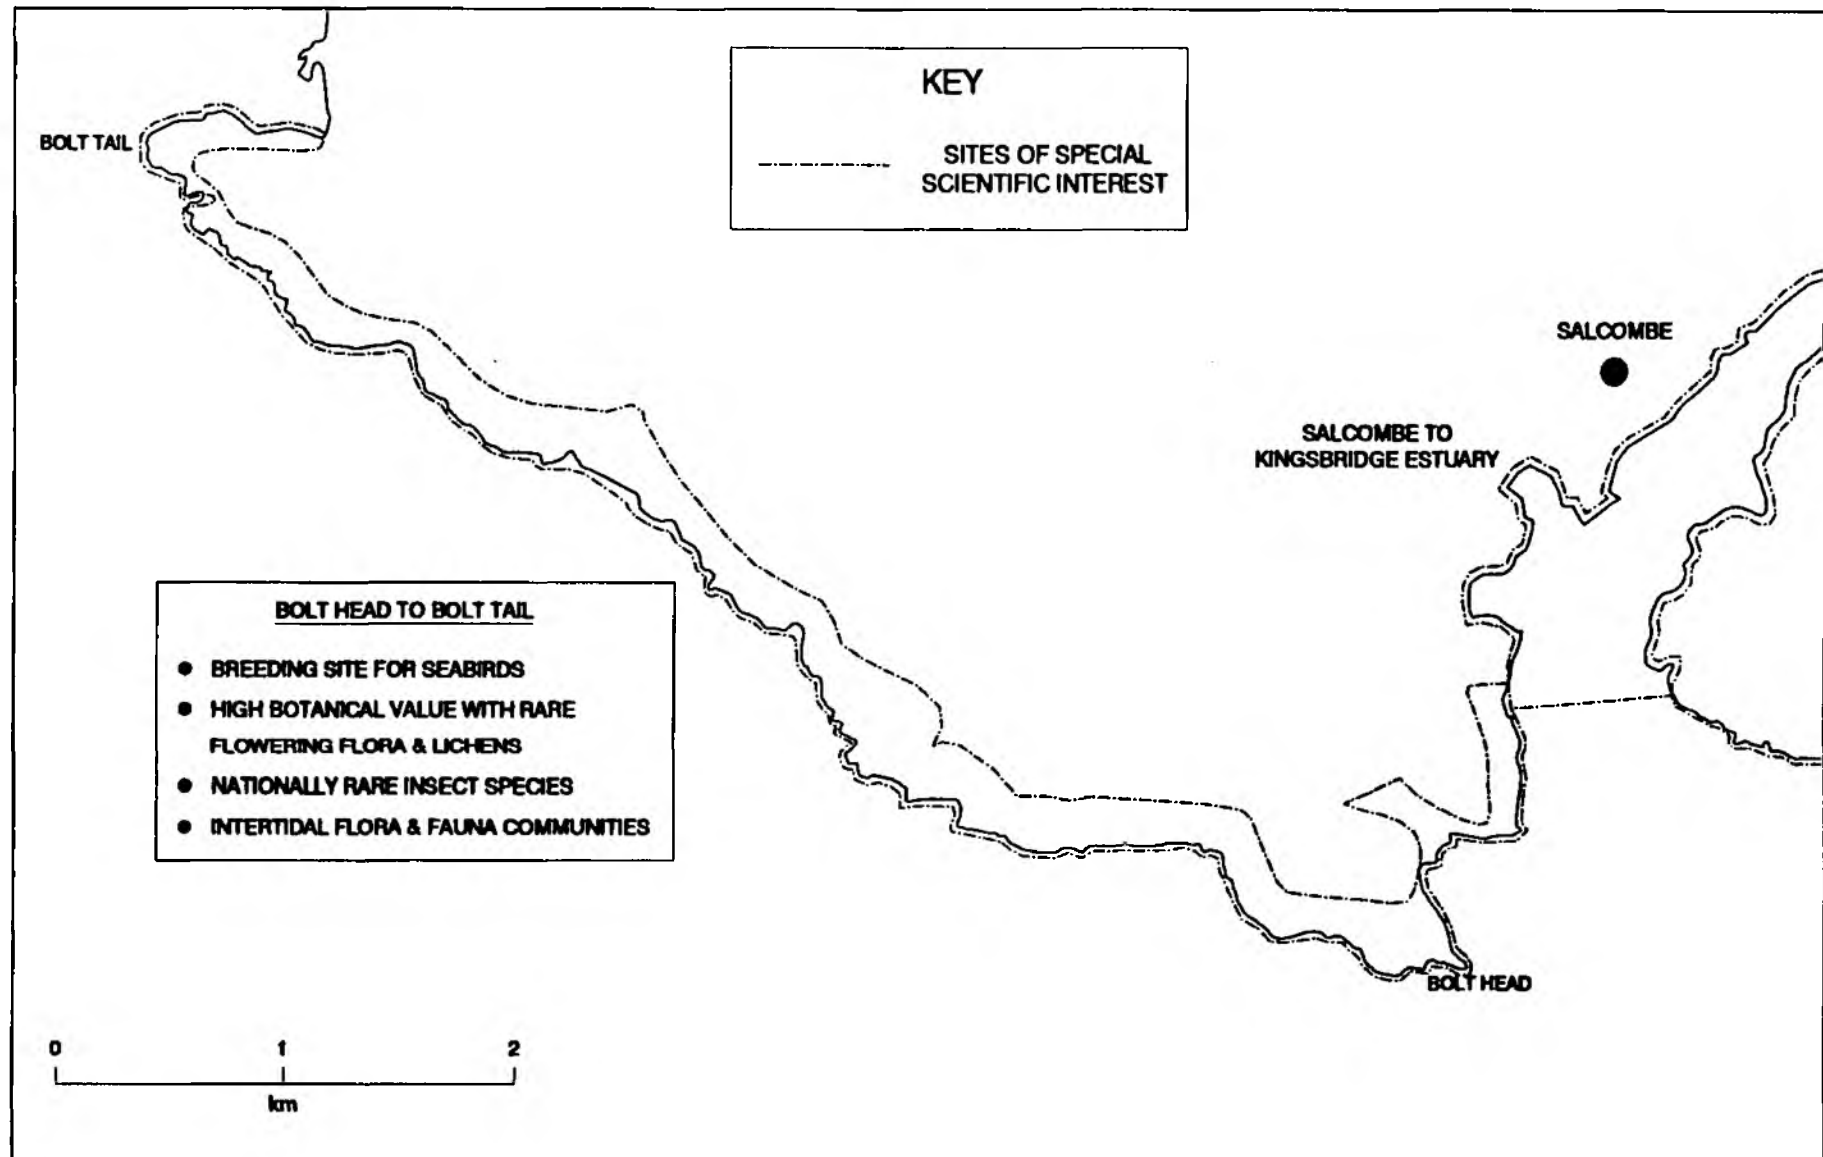 KEY
SITES OF SPECIAL
SCIENTIFIC INTEREST
BOLT TAIL
SALCOMBE
SALCOMBE TO
KINGSBRIDGE ESTUARY
BOLT HEAD TO BOLT TAIL
● BREEDING SITE FOR SEABIRDS
● HIGH BOTANICAL VALUE WITH RARE
FLOWERING FLORA & LICHENS
● NATIONALLY RARE INSECT SPECIES
● INTERTIDAL FLORA & FAUNA COMMUNITIES
BOLT HEAD
0 1 2
km